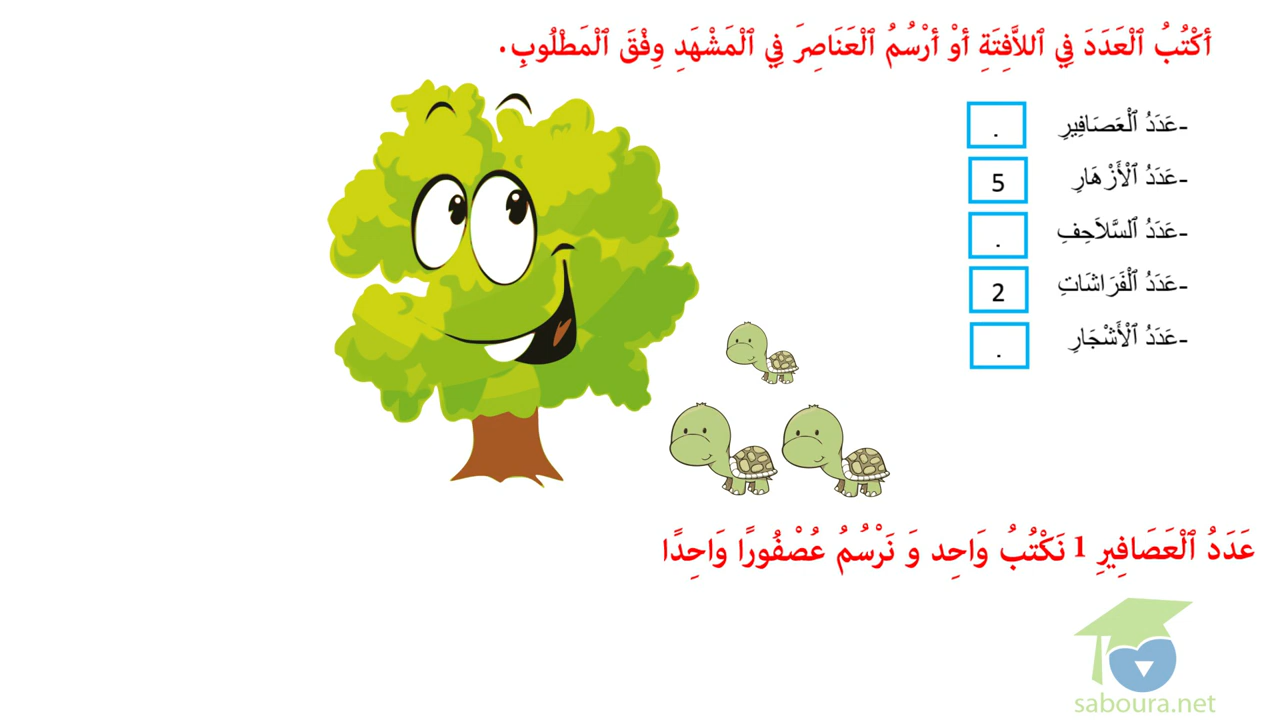 أَكْتُبُ ٱلْعَدَدَ فِي ٱللاَّفِتَةِ أَوْ أَرْسُمُ ٱلْعَنَاصِرَ فِي ٱلْمَشْهَدِ وِفْقَ ٱلْمَطْلُوبِ.
-عَدَدُ ٱلْعَصَافِيرِ .
-عَدَدُ ٱلْأَزْهَارِ 5
-عَدَدُ ٱلسَّلاَحِفِ .
-عَدَدُ ٱلْفَرَاشَاتِ 2
-عَدَدُ ٱلْأَشْجَارِ .
عَدَدُ ٱلْعَصَافِيرِ 1 نَكْتُبُ وَاحِد وَ نَرْسُمُ عُصْفُورًا وَاحِدًا
saboura.net